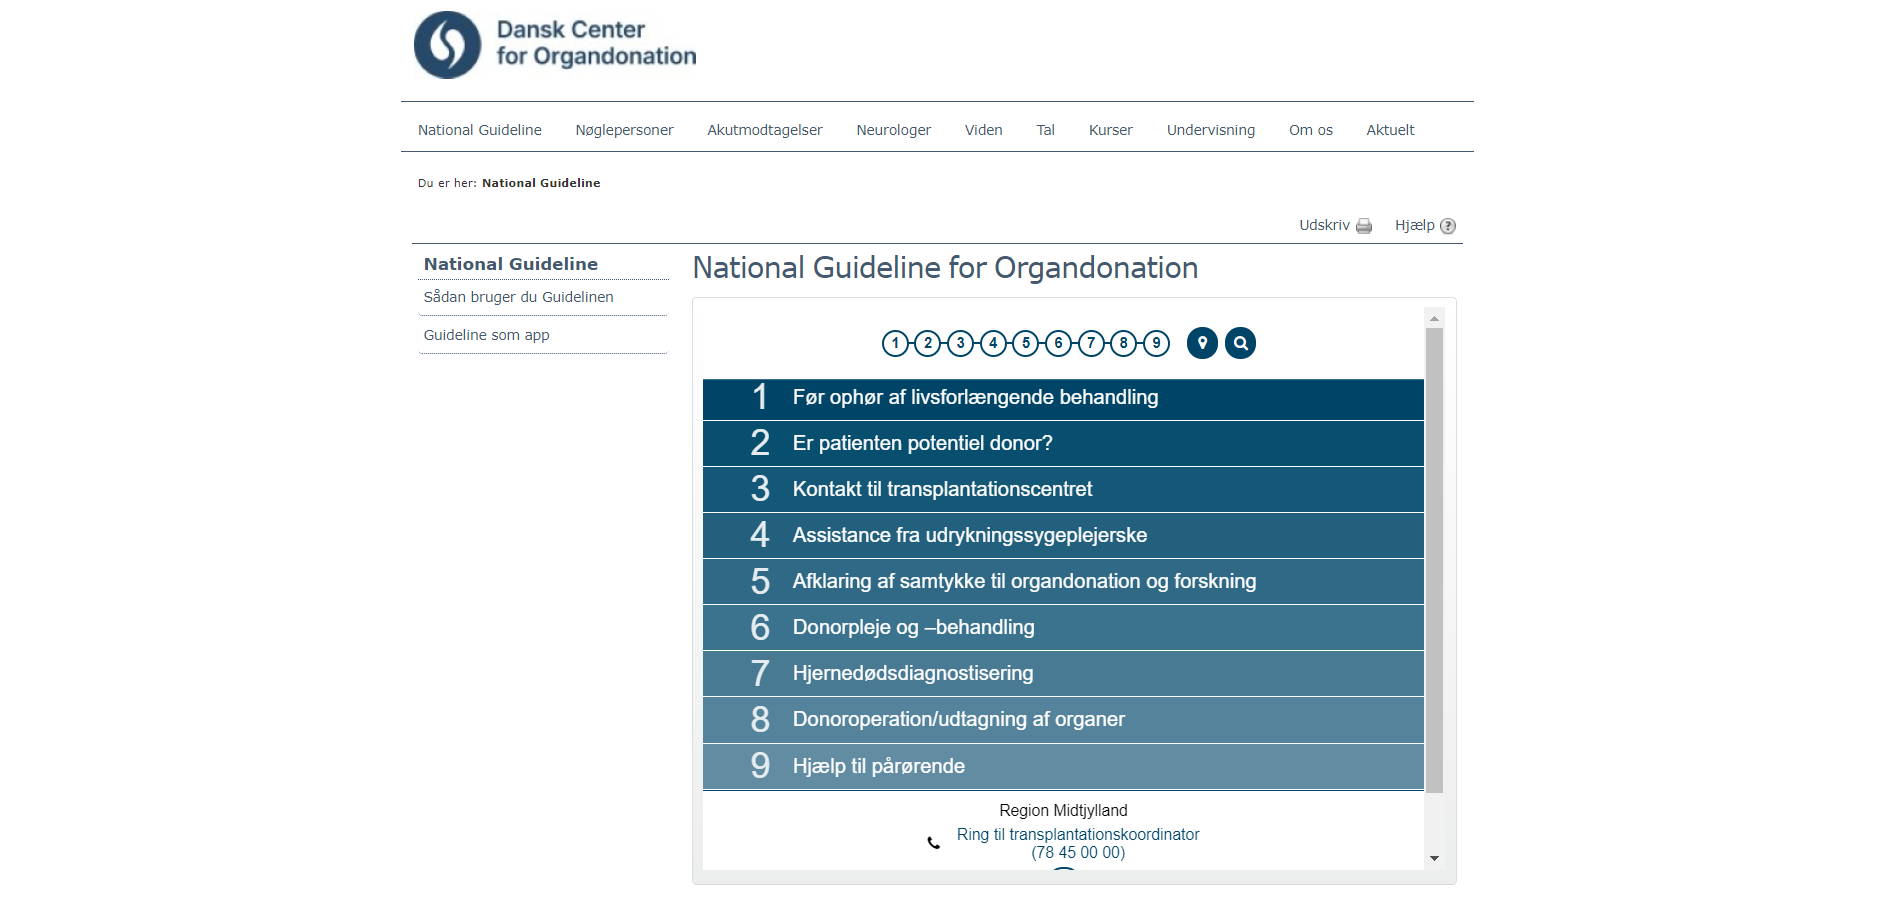 Dansk Center
for Organdonation
National Guideline Nøglepersoner Akutmodtagelser Neurologer Viden Tal Kurser Undervisning Om os Aktuelt
Du er her: National Guideline
Udskriv Hjælp ?
National Guideline
Sådan bruger du Guidelinen
Guideline som app
National Guideline for Organdonation
1 2 3 4 5 6 7 8 9
1 Før ophør af livsforlængende behandling
2 Er patienten potentiel donor?
3 Kontakt til transplantationscentret
4 Assistance fra udrykningssygeplejerske
5 Afklaring af samtykke til organdonation og forskning
6 Donorpleje og –behandling
7 Hjernedødsdiagnostisering
8 Donoroperation/udtagning af organer
9 Hjælp til pårørende
Region Midtjylland
Ring til transplantationskoordinator
(78 45 00 00)